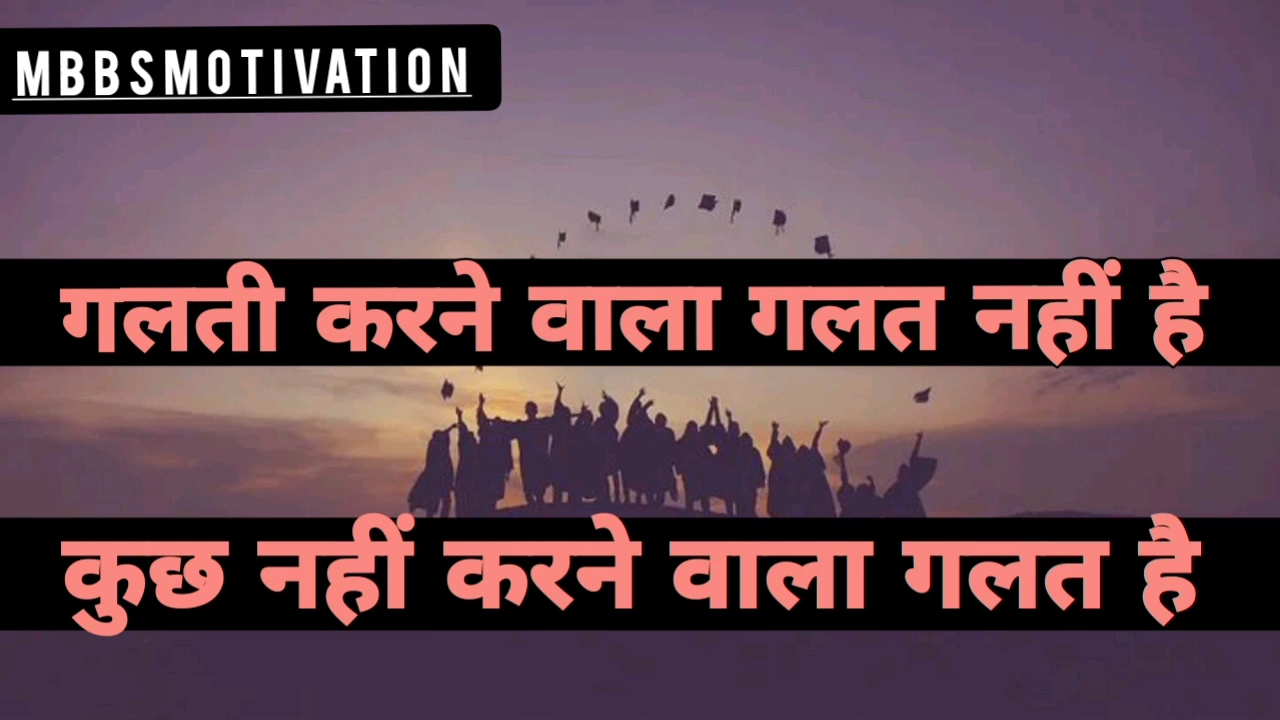 MBBSMOTIVATION
गलती करने वाला गलत नहीं है
कुछ नहीं करने वाला गलत है